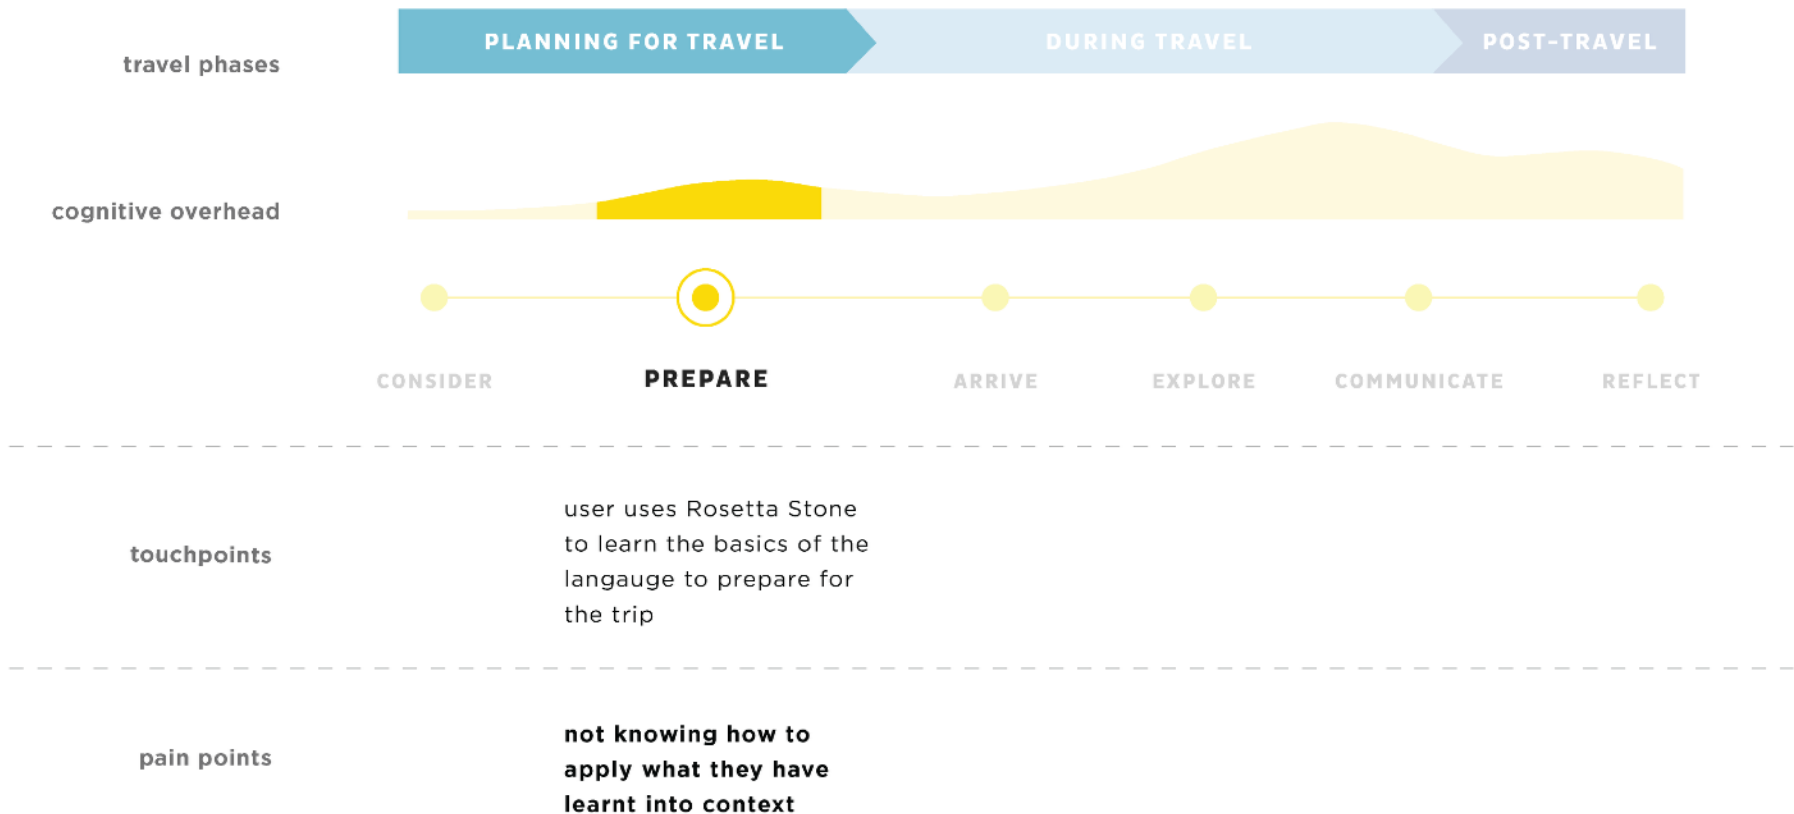 travel phases
PLANNING FOR TRAVEL
DURING TRAVEL
POST-TRAVEL
cognitive overhead
CONSIDER
PREPARE
ARRIVE
EXPLORE
COMMUNICATE
REFLECT
touchpoints
user uses Rosetta Stone
to learn the basics of the
langauge to prepare for
the trip
pain points
not knowing how to
apply what they have
learnt into context